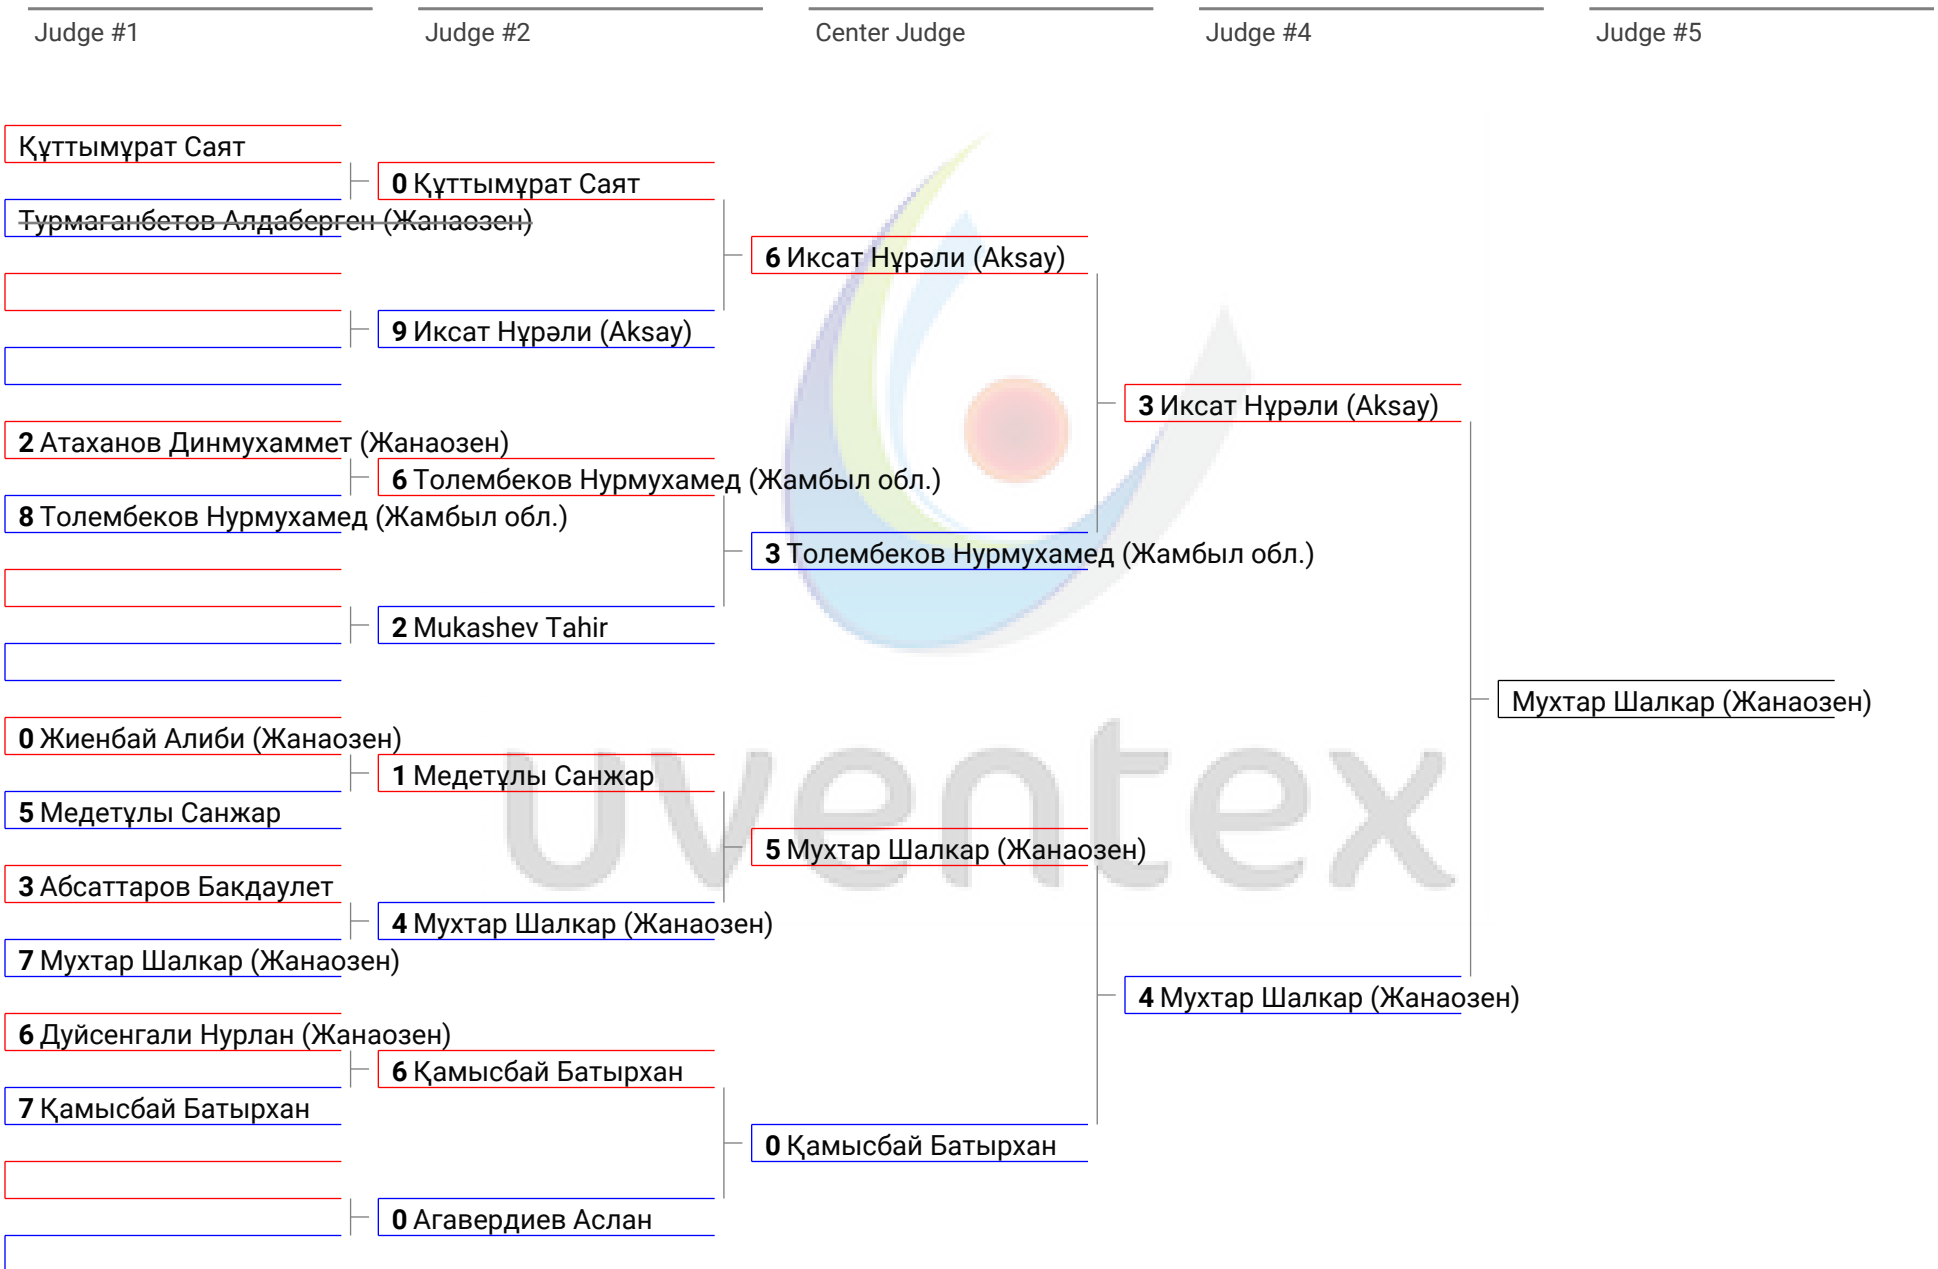 Judge #1
Judge #2
Center Judge
Judge #4
Judge #5
Құттымұрат Саят
0 Құттымұрат Саят
Турмаганбетов Алдаберген (Жанаозен)
6 Иксат Нұрәли (Aksay)
9 Иксат Нұрәли (Aksay)
3 Иксат Нұрәли (Aksay)
2 Атаханов Динмухаммет (Жанаозен)
6 Толембеков Нурмухамед (Жамбыл обл.)
8 Толембеков Нурмухамед (Жамбыл обл.)
3 Толембеков Нурмухамед (Жамбыл обл.)
2 Mukashev Tahir
Мухтар Шалкар (Жанаозен)
0 Жиенбай Алиби (Жанаозен)
1 Медетұлы Санжар
5 Медетұлы Санжар
uventex
5 Мухтар Шалкар (Жанаозен)
3 Абсаттаров Бакдаулет
4 Мухтар Шалкар (Жанаозен)
7 Мухтар Шалкар (Жанаозен)
4 Мухтар Шалкар (Жанаозен)
6 Дуйсенгали Нурлан (Жанаозен)
6 Қамысбай Батырхан
7 Қамысбай Батырхан
0 Қамысбай Батырхан
0 Агавердиев Аслан